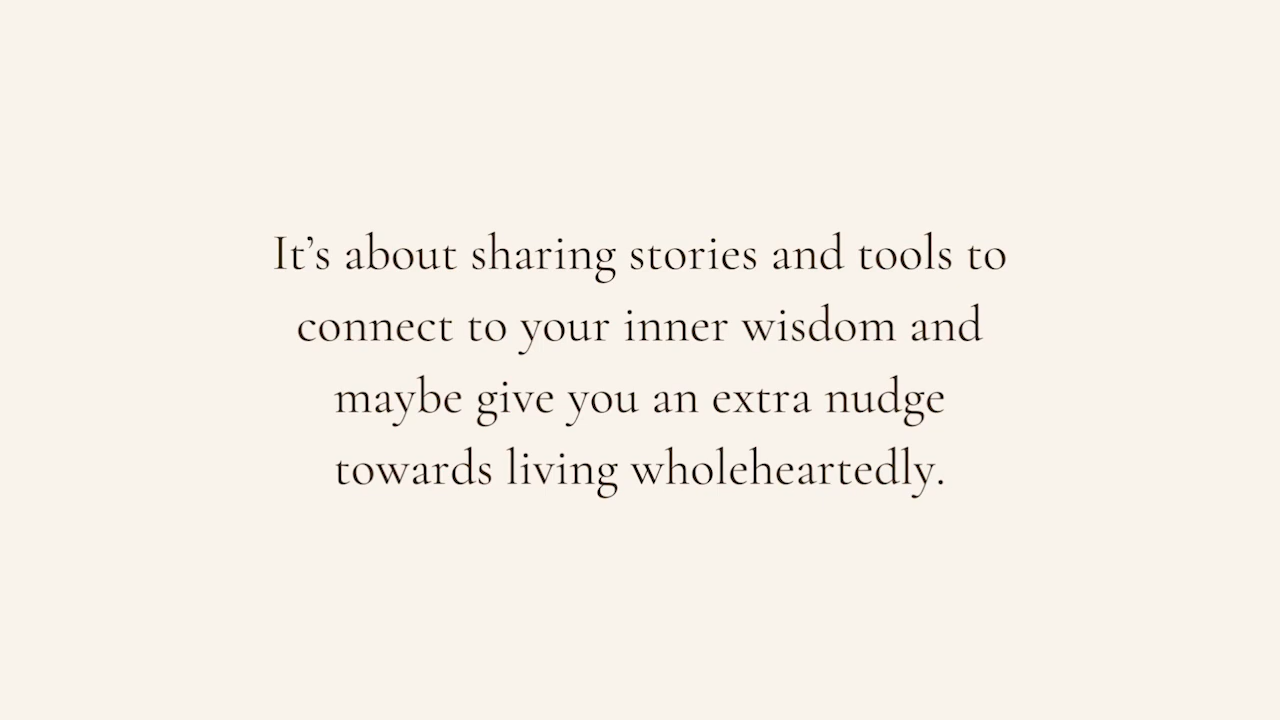 It’s about sharing stories and tools to
connect to your inner wisdom and
maybe give you an extra nudge
towards living wholeheartedly.